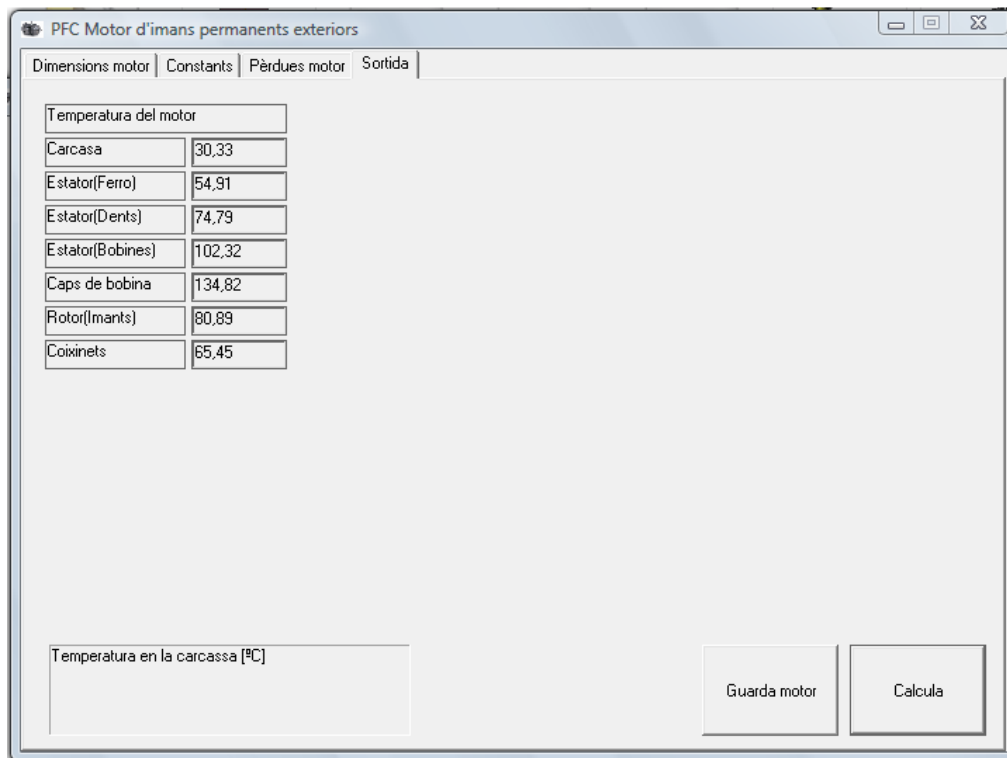 PFC Motor d'imans permanents exteriors
Dimensions motor Constants Pèrdues motor Sortida
Temperatura del motor
Carcasa 30,33
Estator(Ferro) 54,91
Estator(Dents) 74,79
Estator(Bobines) 102,32
Caps de bobina 134,82
Rotor(Imants) 80,89
Coixinets 65,45
Temperatura en la carcassa [ºC]
Guarda motor Calcula